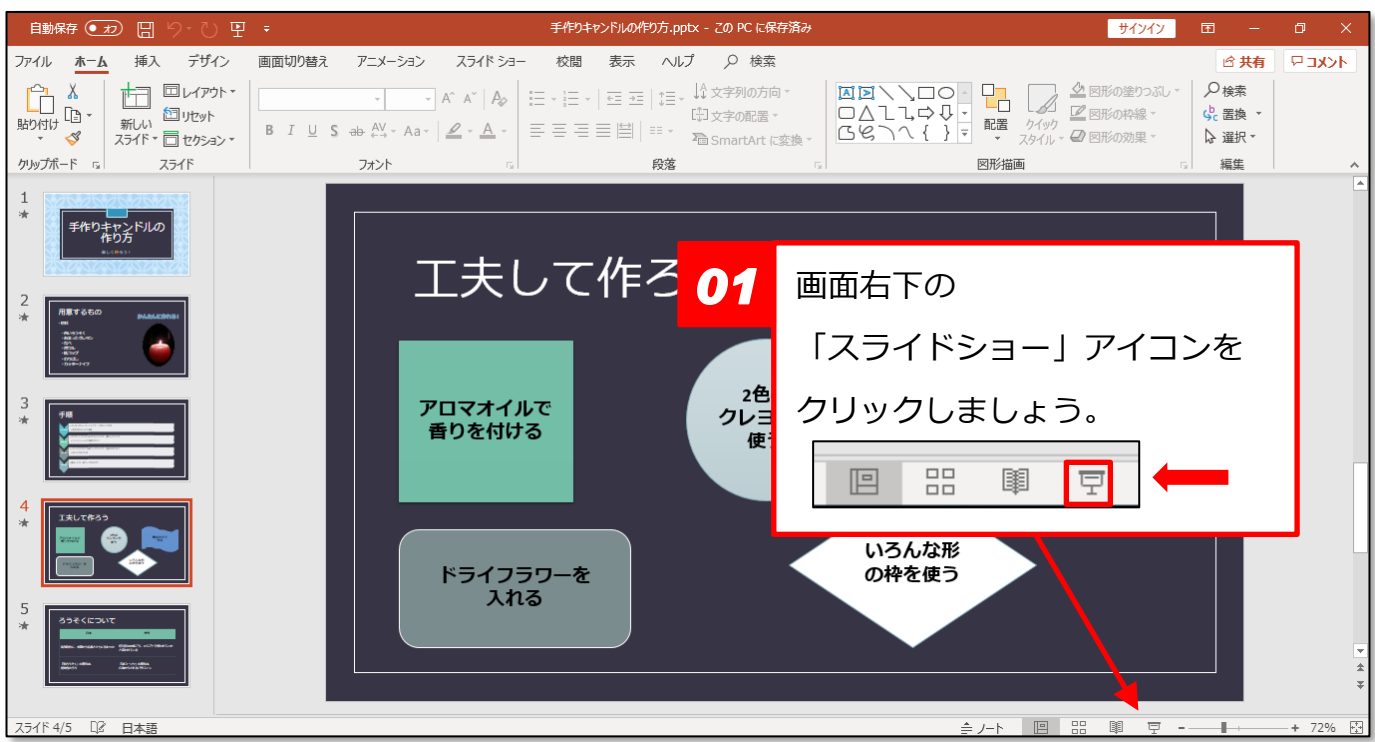 自動保存 オフ
手作りキャンドルの作り方.pptx - この PC に保存済み
サインイン
ファイル ホーム 挿入 デザイン 画面切り替え アニメーション スライド ショー 校閲 表示 ヘルプ 検索
共有 コメント
貼り付け
クリップボード
新しい
スライド
レイアウト
リセット
セクション
スライド
B I U S ab AV Aa A
フォント
文字列の方向
文字の配置
SmartArt に変換
段落
配置
クイック
スタイル
図形の塗りつぶし
図形の枠線
図形の効果
図形描画
検索
置換
選択
編集
1
手作りキャンドルの
作り方
2
用意するもの
3
手順
4
工夫して作ろう
5
ろうそくについて
工夫して作ろ
アロマオイルで
香りを付ける
2色
クレヨ
使
ドライフラワーを
入れる
いろんな形
の枠を使う
01
画面右下の
「スライドショー」アイコンを
クリックしましょう。
スライド 4/5 日本語
ノート
72%